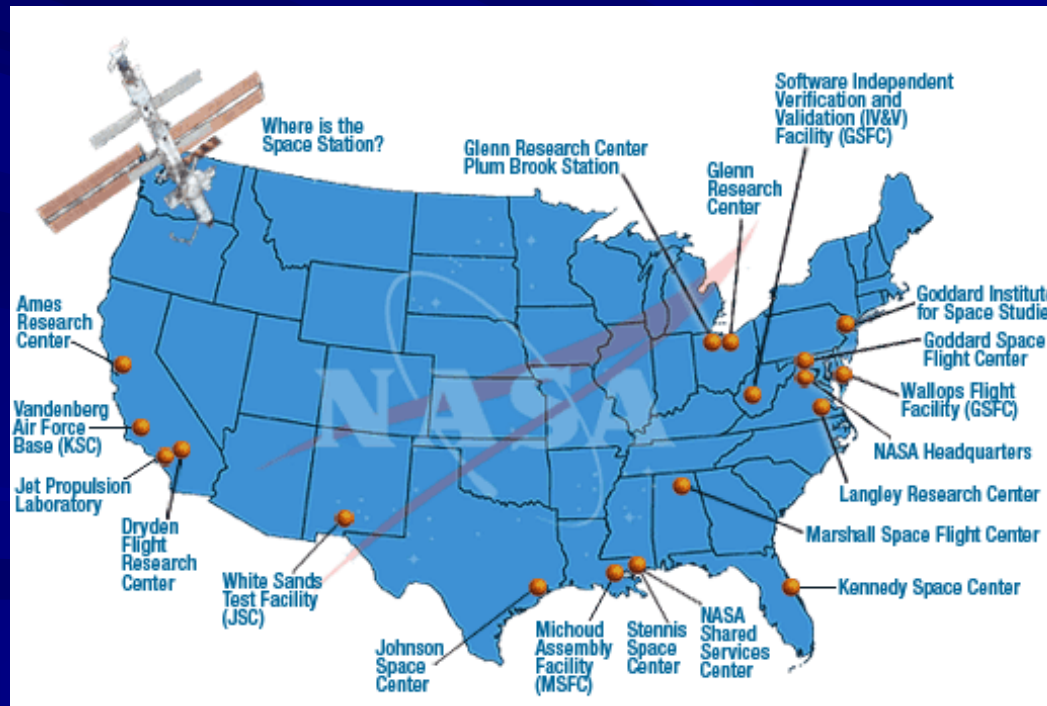 Where is the
Space Station?
Software Independent
Verification and
Validation (IV&V)
Facility (GSFC)
Glenn Research Center
Plum Brook Station
Glenn
Research
Center
Ames
Research
Center
Goddard Institut
for Space Studie
Goddard Space
Flight Center
Wallops Flight
Facility (GSFC)
NASA
Vandenberg
Air Force
Base (KSC)
NASA Headquarters
Jet Propulsion
Laboratory
Langley Research Center
Dryden
Flight
Research
Center
Marshall Space Flight Center
White Sands
Test Facility
(JSC)
Kennedy Space Center
Johnson
Space
Center
Michoud
Assembly
Facility
(MSFC)
Stennis
Space
Center
NASA
Shared
Services
Center